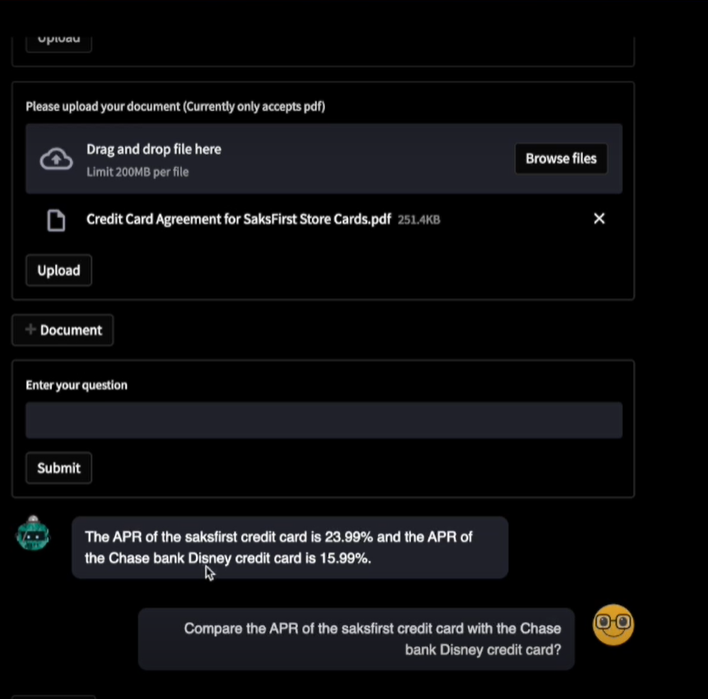 Upload
Please upload your document (Currently only accepts pdf)
Drag and drop file here
Limit 200MB per file
Browse files
Credit Card Agreement for SaksFirst Store Cards.pdf 251.4KB
Upload
+ Document
Enter your question
Submit
The APR of the saksfirst credit card is 23.99% and the APR of
the Chase bank Disney credit card is 15.99%.
Compare the APR of the saksfirst credit card with the Chase
bank Disney credit card?